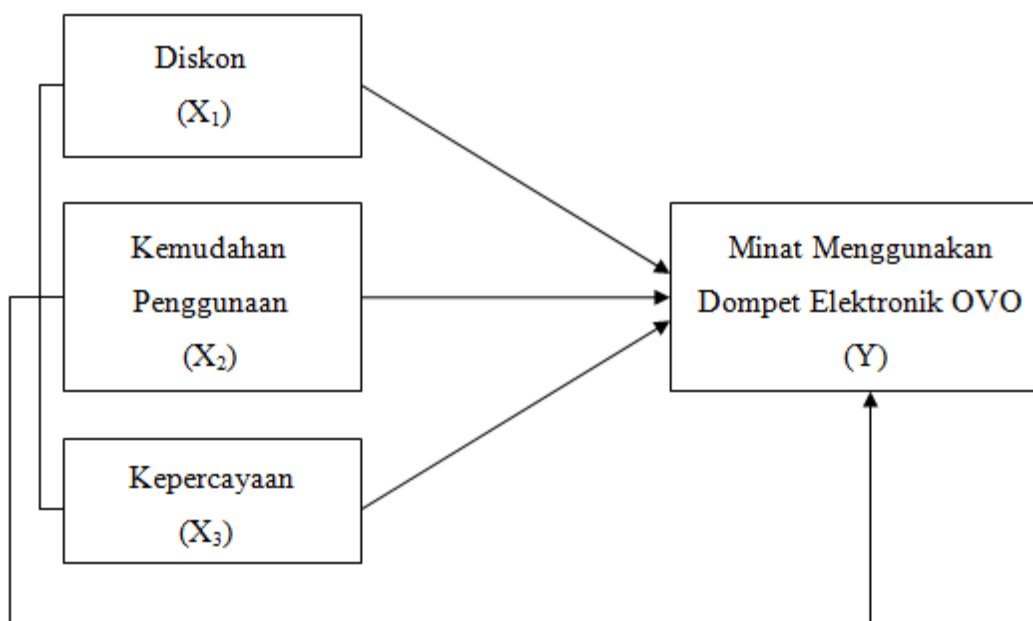 Diskon
(X₁)
Kemudahan
Penggunaan
(X₂)
Kepercayaan
(X₃)
Minat Menggunakan
Dompet Elektronik OVO
(Y)